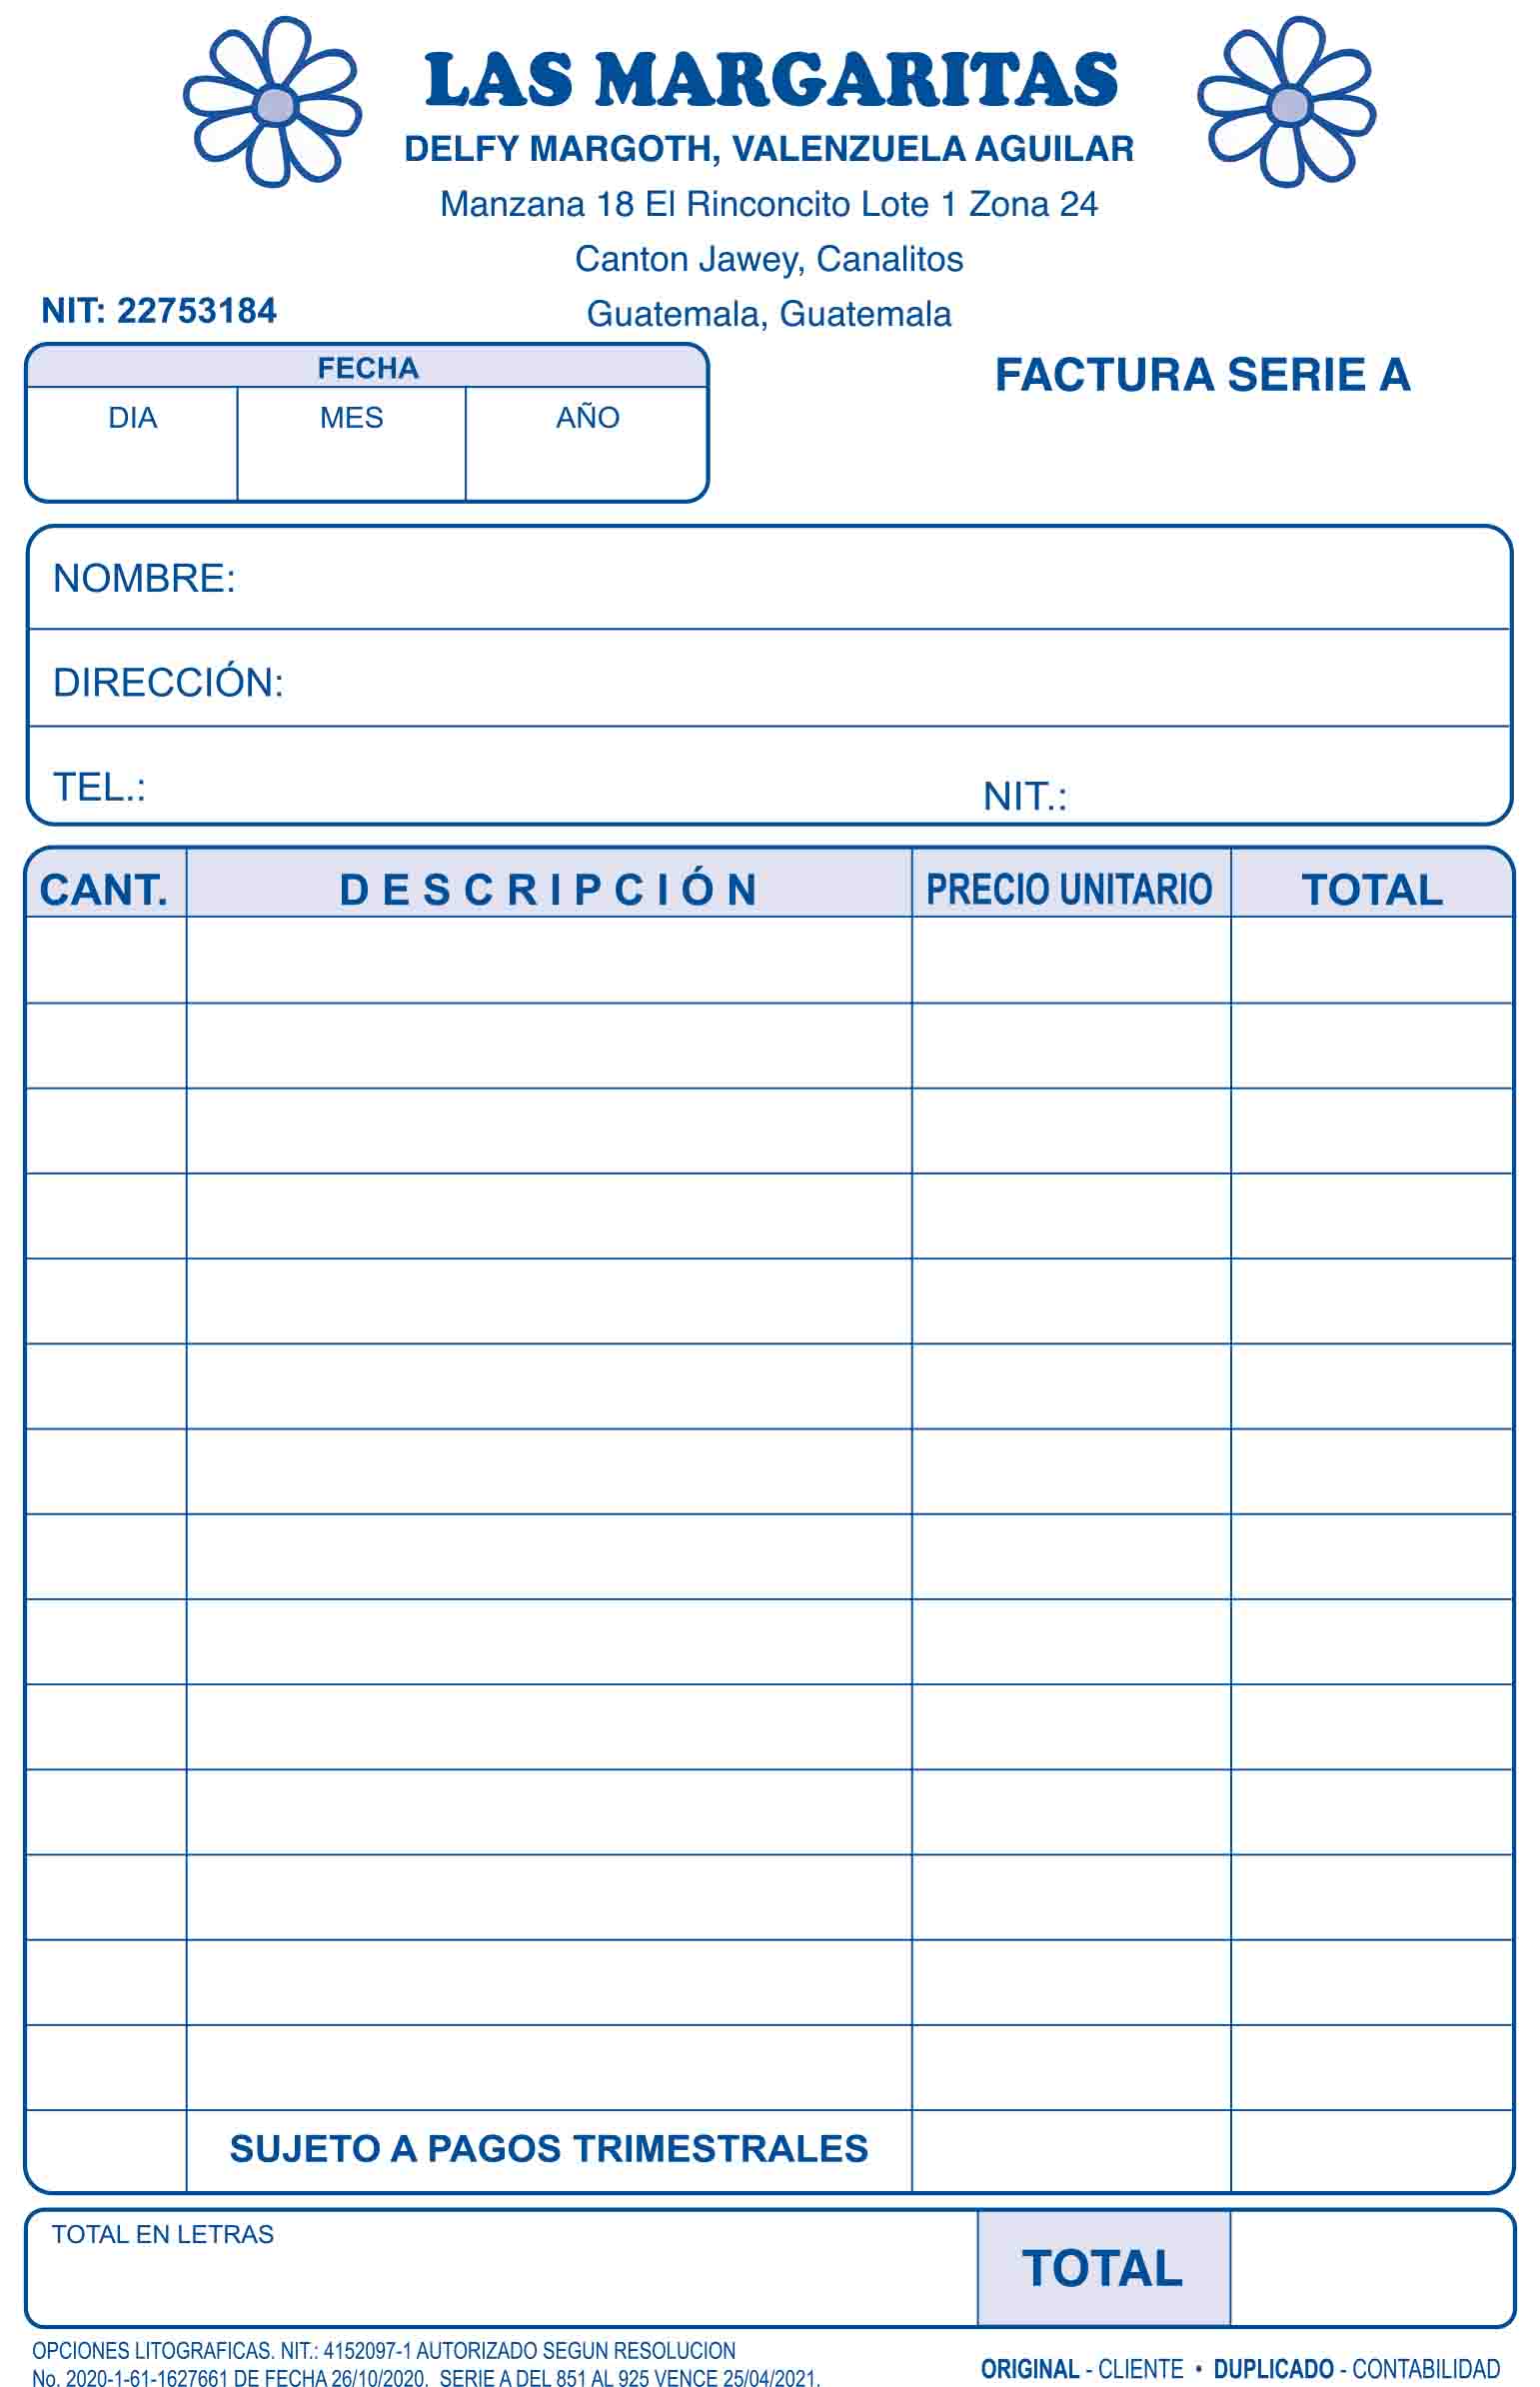 LAS MARGARITAS
DELFY MARGOTH, VALENZUELA AGUILAR
Manzana 18 El Rinconcito Lote 1 Zona 24
Canton Jawey, Canalitos
Guatemala, Guatemala
NIT: 22753184
FACTURA SERIE A
FECHA
DIA MES AÑO
NOMBRE:
DIRECCIÓN:
TEL.: NIT.:
CANT. DESCRIPCIÓN PRECIO UNITARIO TOTAL
SUJETO A PAGOS TRIMESTRALES
TOTAL EN LETRAS
TOTAL
OPCIONES LITOGRAFICAS. NIT.: 4152097-1 AUTORIZADO SEGUN RESOLUCION
No. 2020-1-61-1627661 DE FECHA 26/10/2020. SERIE A DEL 851 AL 925 VENCE 25/04/2021.
ORIGINAL - CLIENTE • DUPLICADO - CONTABILIDAD